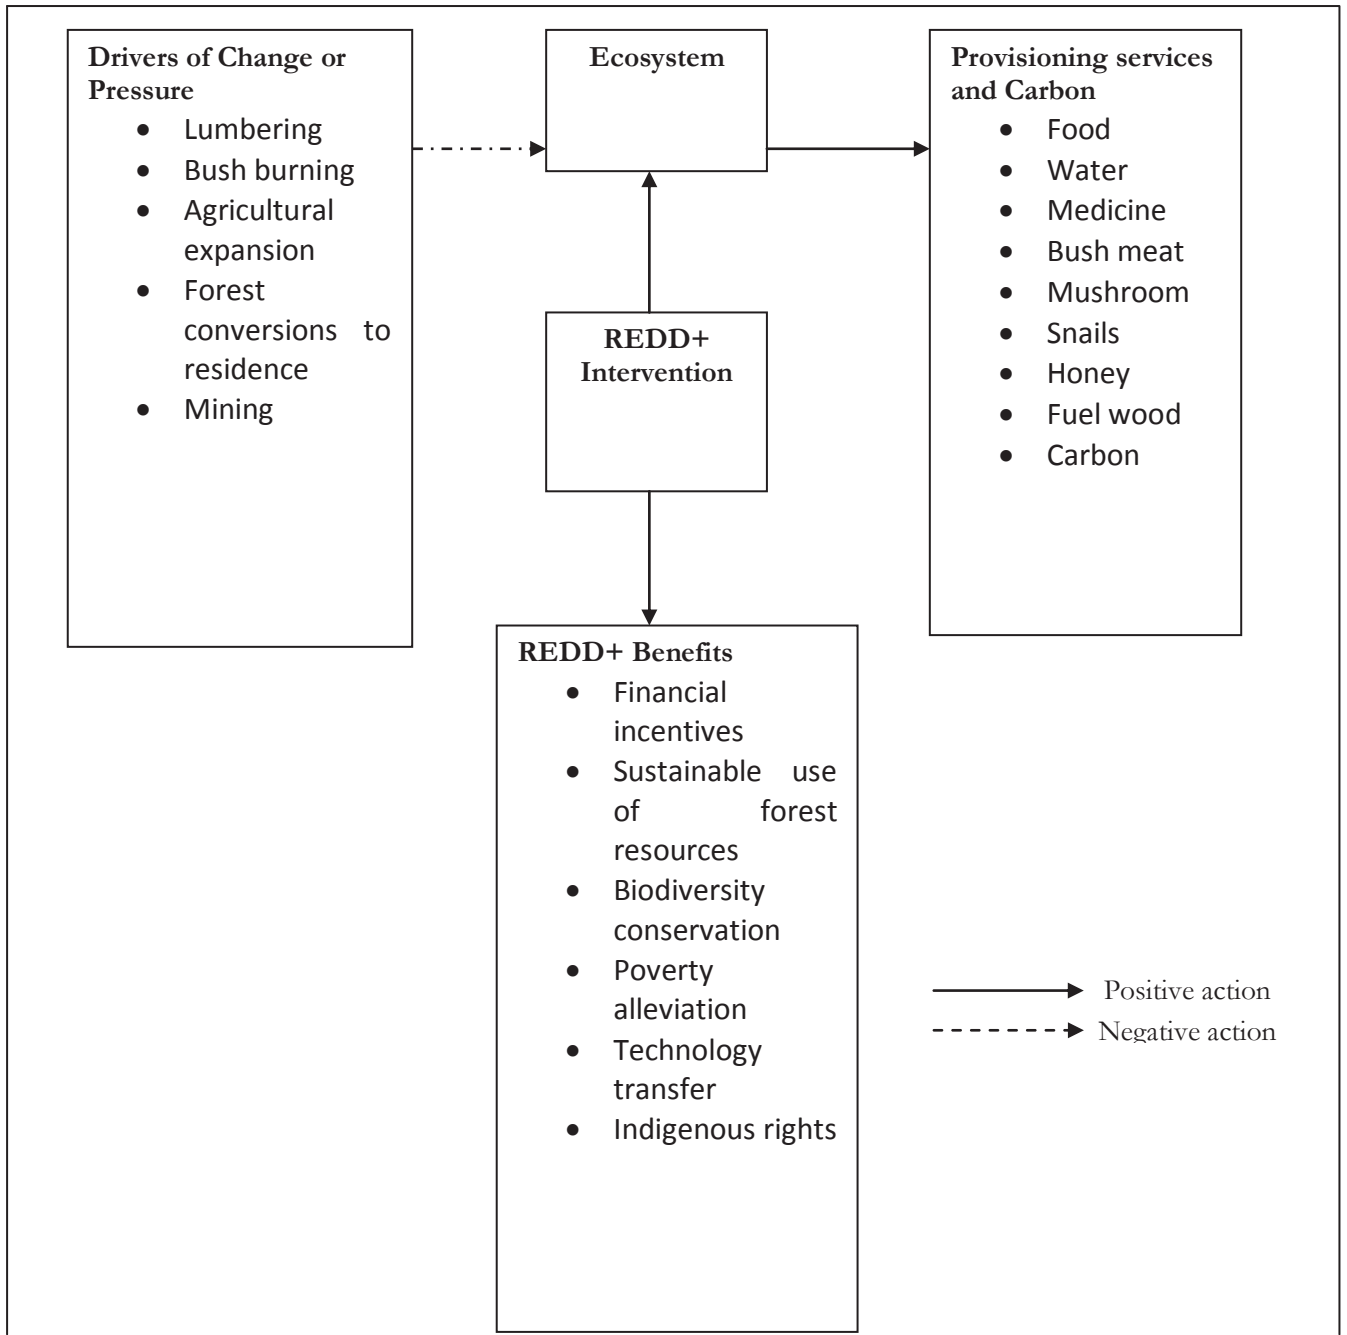 Drivers of Change or
Pressure
• Lumbering
• Bush burning
• Agricultural
expansion
• Forest
conversions to
residence
• Mining
Ecosystem
Provisioning services
and Carbon
• Food
• Water
• Medicine
• Bush meat
• Mushroom
• Snails
• Honey
• Fuel wood
• Carbon
REDD+
Intervention
REDD+ Benefits
• Financial
incentives
• Sustainable use
of forest
resources
• Biodiversity
conservation
• Poverty
alleviation
• Technology
transfer
• Indigenous rights
Positive action
Negative action